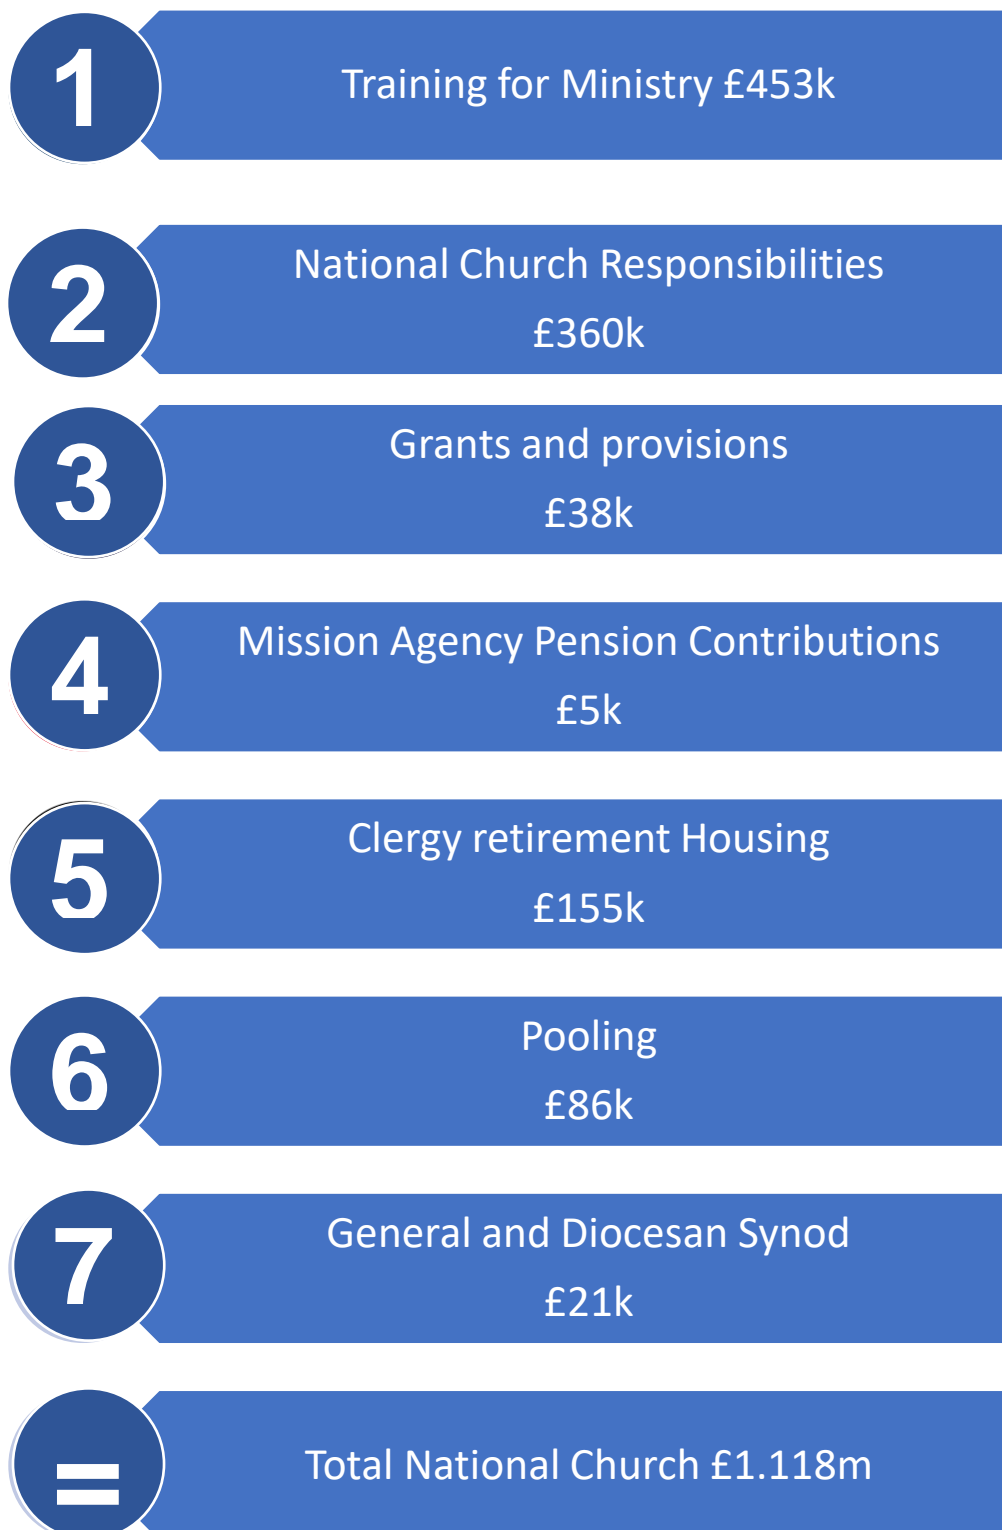 1
Training for Ministry £453k
2
National Church Responsibilities
£360k
3
Grants and provisions
£38k
4
Mission Agency Pension Contributions
£5k
5
Clergy retirement Housing
£155k
6
Pooling
£86k
7
General and Diocesan Synod
£21k
=
Total National Church £1.118m